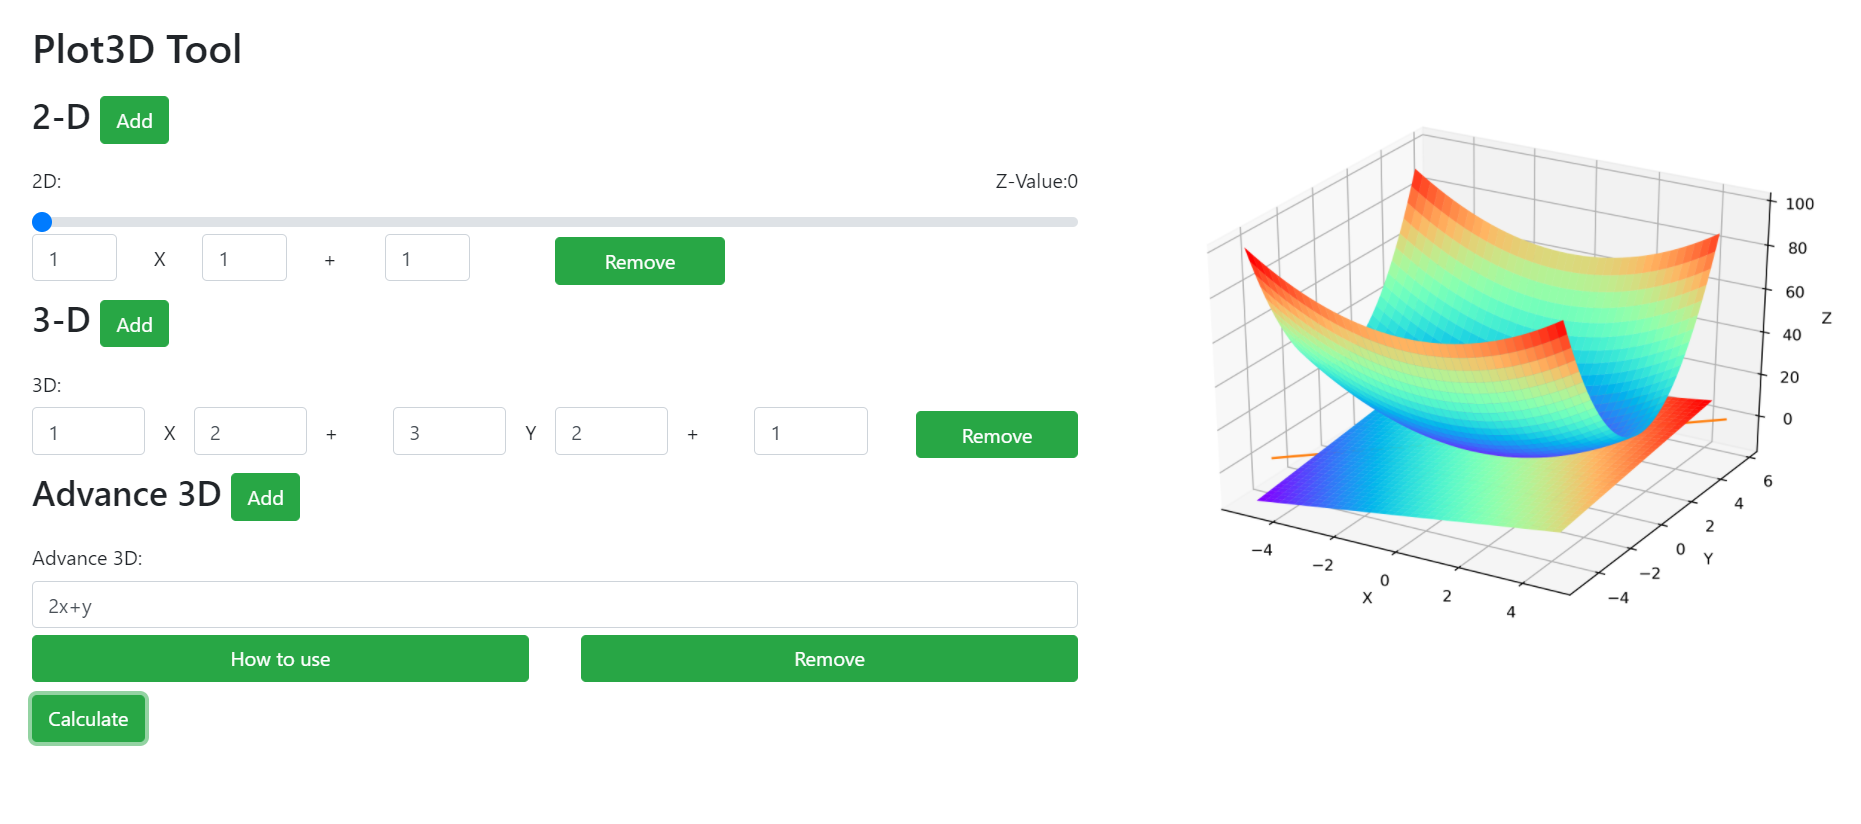 Plot3D Tool
2-D Add
2D: Z-Value:0
1 X 1 + 1 Remove
3-D Add
3D:
1 X 2 + 3 Y 2 + 1 Remove
Advance 3D Add
Advance 3D:
2x+y
How to use Remove
Calculate
100
80
60
Z
40
20
0
6
4
2
0
Y
−2
−4
−4
−2
0
X
2
4